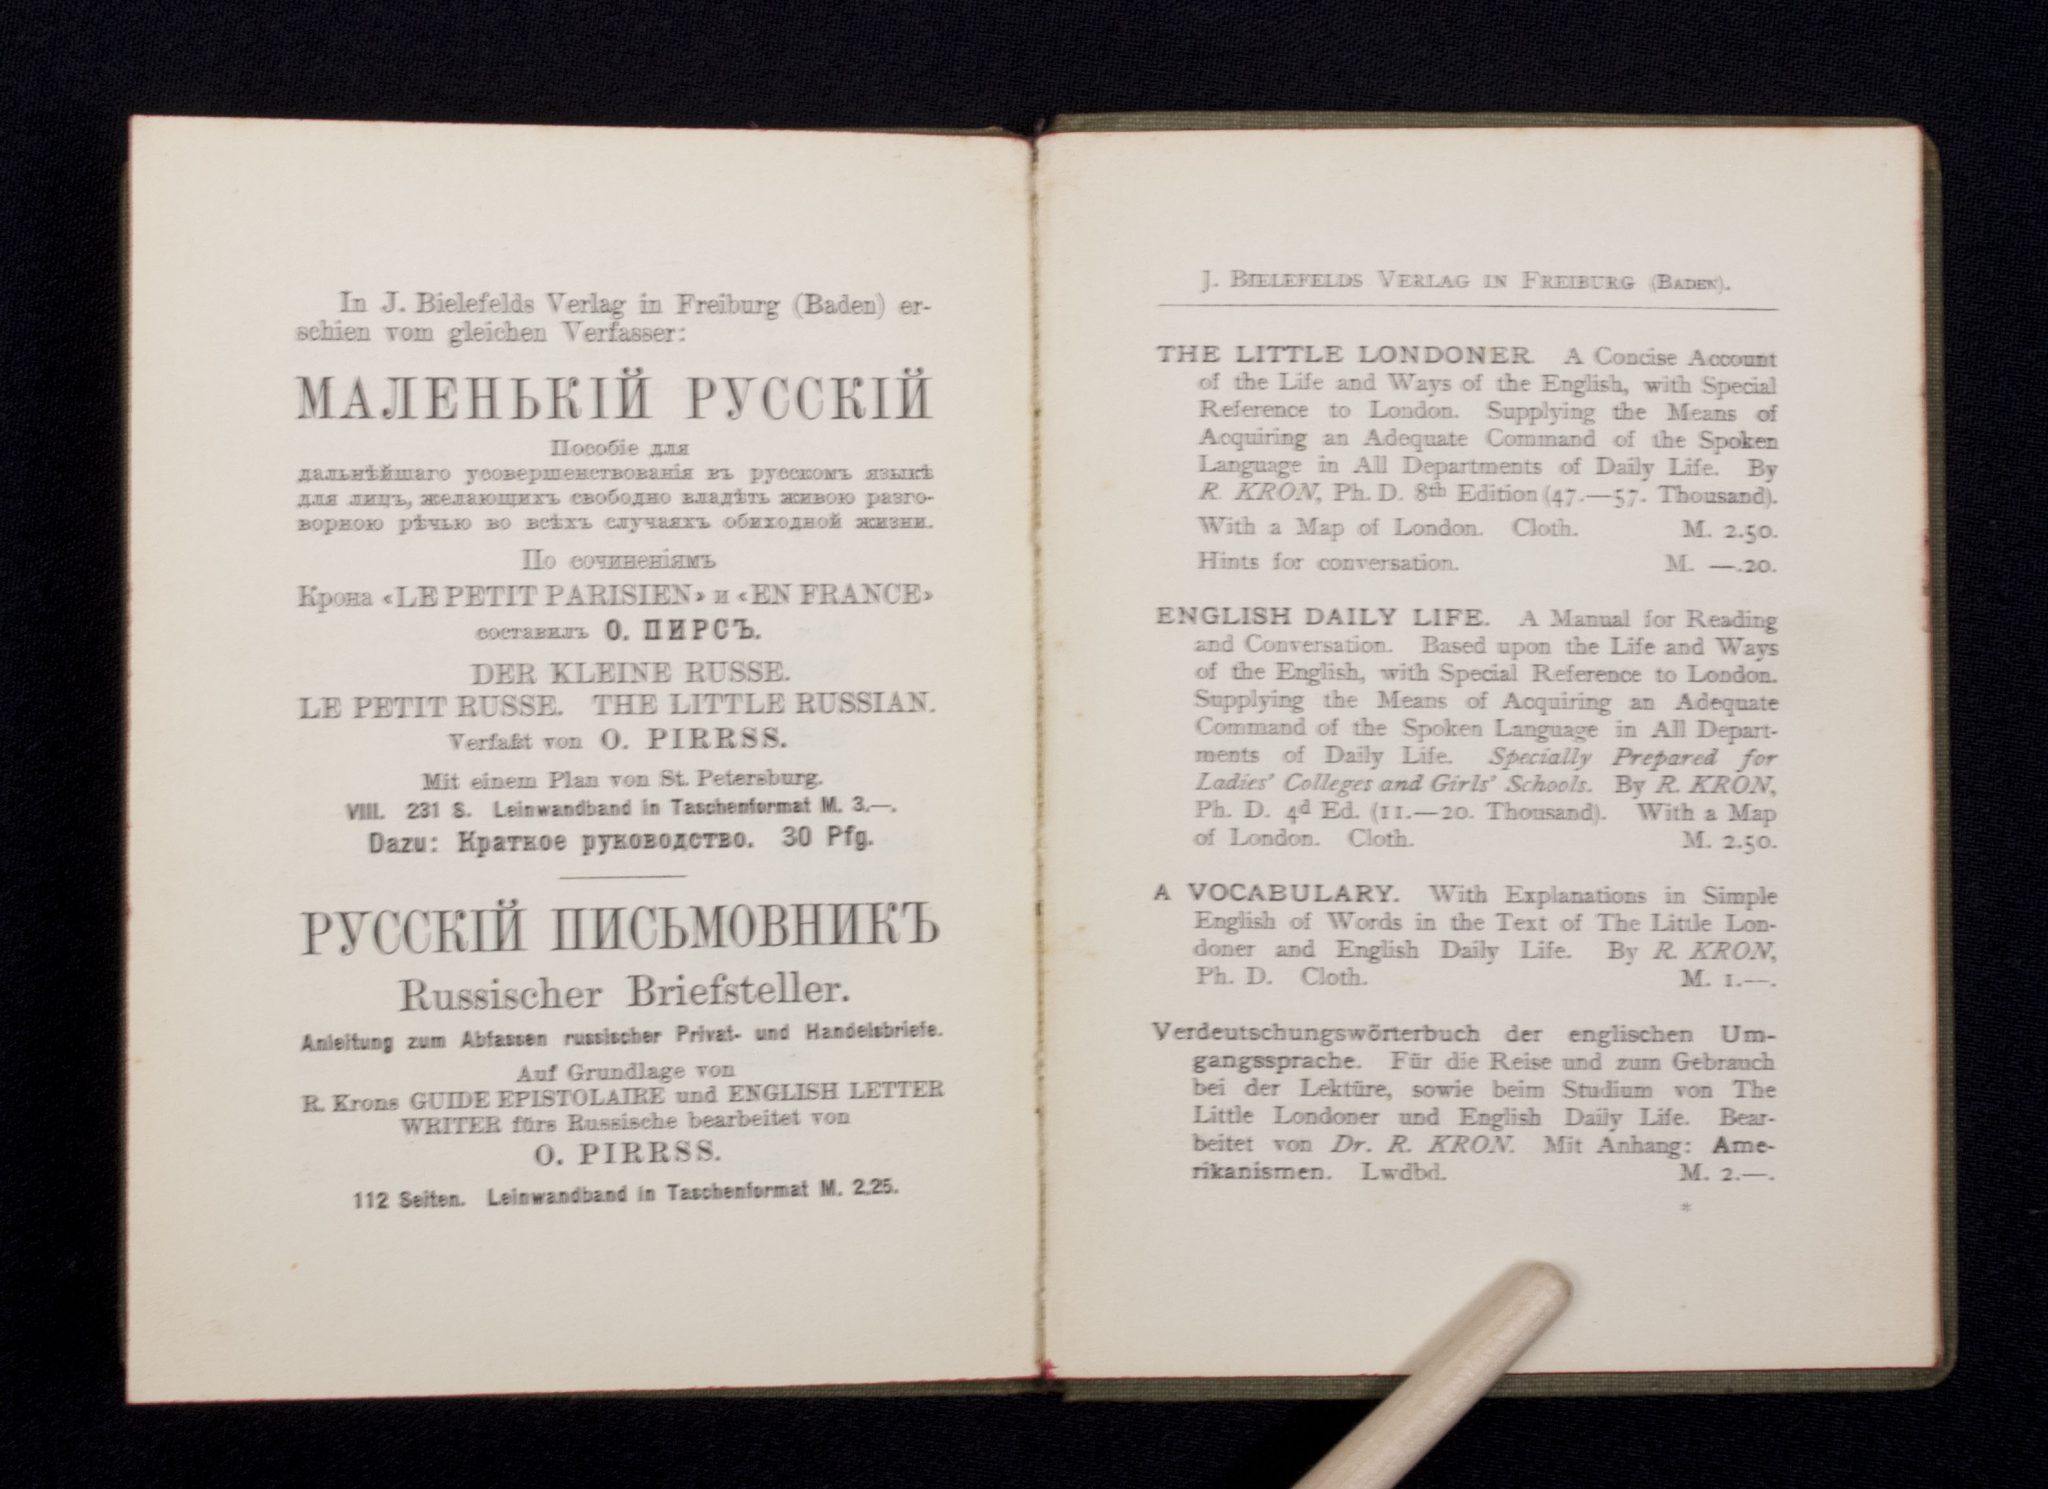 In J. Bielefelds Verlag in Freiburg (Baden) er-
schien vom gleichen Verfasser:
МАЛЕНЬКІЙ РУССКІЙ
Пособіе для
дальнѣйшаго усовершенствованія въ русскомъ языкѣ
для лицъ, желающихъ свободно владѣть живою разго-
ворною рѣчью во всѣхъ случаяхъ обиходной жизни.
По сочиненіямъ
Крона «LE PETIT PARISIEN» и «EN FRANCE»
составилъ О. ПИРСЪ.
DER KLEINE RUSSE.
LE PETIT RUSSE. THE LITTLE RUSSIAN.
Verfaßt von O. PIRRSS.
Mit einem Plan von St. Petersburg.
VIII. 231 S. Leinwandband in Taschenformat M. 3.—.
Dazu: Краткое руководство. 30 Pfg.
РУССКІЙ ПИСЬМОВНИКЪ
Russischer Briefsteller.
Anleitung zum Abfassen russischer Privat- und Handelsbriefe.
Auf Grundlage von
R. Krons GUIDE EPISTOLAIRE und ENGLISH LETTER
WRITER fürs Russische bearbeitet von
O. PIRRSS.
112 Seiten. Leinwandband in Taschenformat M. 2.25.
J. BIELEFELDS VERLAG IN FREIBURG (BADEN).
THE LITTLE LONDONER. A Concise Account
of the Life and Ways of the English, with Special
Reference to London. Supplying the Means of
Acquiring an Adequate Command of the Spoken
Language in All Departments of Daily Life. By
R. KRON, Ph. D. 8th Edition (47.—57. Thousand).
With a Map of London. Cloth. M. 2.50.
Hints for conversation. M. —.20.
ENGLISH DAILY LIFE. A Manual for Reading
and Conversation. Based upon the Life and Ways
of the English, with Special Reference to London.
Supplying the Means of Acquiring an Adequate
Command of the Spoken Language in All Depart-
ments of Daily Life. Specially Prepared for
Ladies' Colleges and Girls' Schools. By R. KRON,
Ph. D. 4d Ed. (11.—20. Thousand). With a Map
of London. Cloth. M. 2.50.
A VOCABULARY. With Explanations in Simple
English of Words in the Text of The Little Lon-
doner and English Daily Life. By R. KRON,
Ph. D. Cloth. M. 1.—.
Verdeutschungswörterbuch der englischen Um-
gangssprache. Für die Reise und zum Gebrauch
bei der Lektüre, sowie beim Studium von The
Little Londoner und English Daily Life. Bear-
beitet von Dr. R. KRON. Mit Anhang: Ame-
rikanismen. Lwdbd. M. 2.—.
*